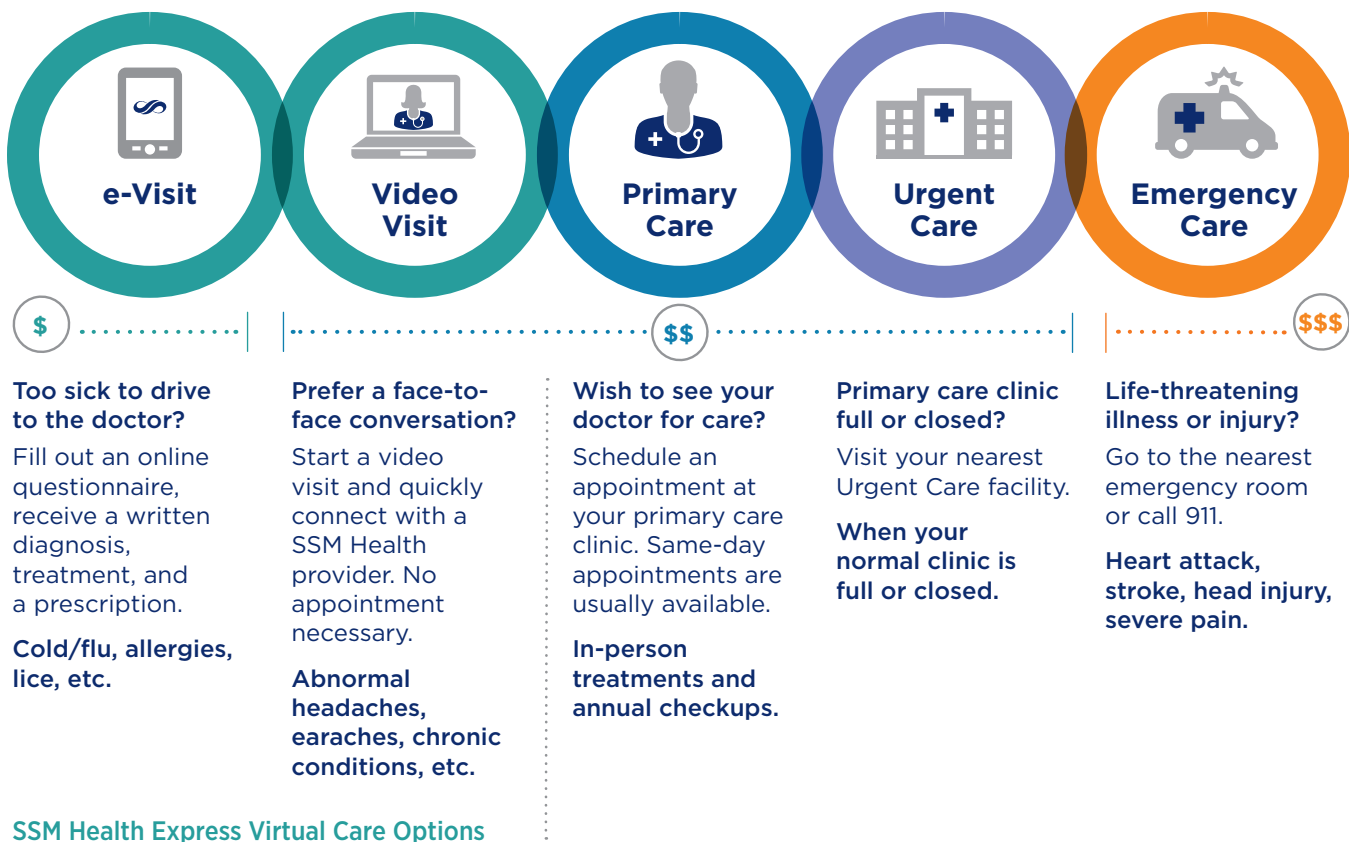 e-Visit
Video
Visit
Primary
Care
Urgent
Care
Emergency
Care
$
$$
$$$
Too sick to drive
to the doctor?
Fill out an online
questionnaire,
receive a written
diagnosis,
treatment, and
a prescription.
Cold/flu, allergies,
lice, etc.
Prefer a face-to-
face conversation?
Start a video
visit and quickly
connect with a
SSM Health
provider. No
appointment
necessary.
Abnormal
headaches,
earaches, chronic
conditions, etc.
SSM Health Express Virtual Care Options
Wish to see your
doctor for care?
Schedule an
appointment at
your primary care
clinic. Same-day
appointments are
usually available.
In-person
treatments and
annual checkups.
Primary care clinic
full or closed?
Visit your nearest
Urgent Care facility.
When your
normal clinic is
full or closed.
Life-threatening
illness or injury?
Go to the nearest
emergency room
or call 911.
Heart attack,
stroke, head injury,
severe pain.